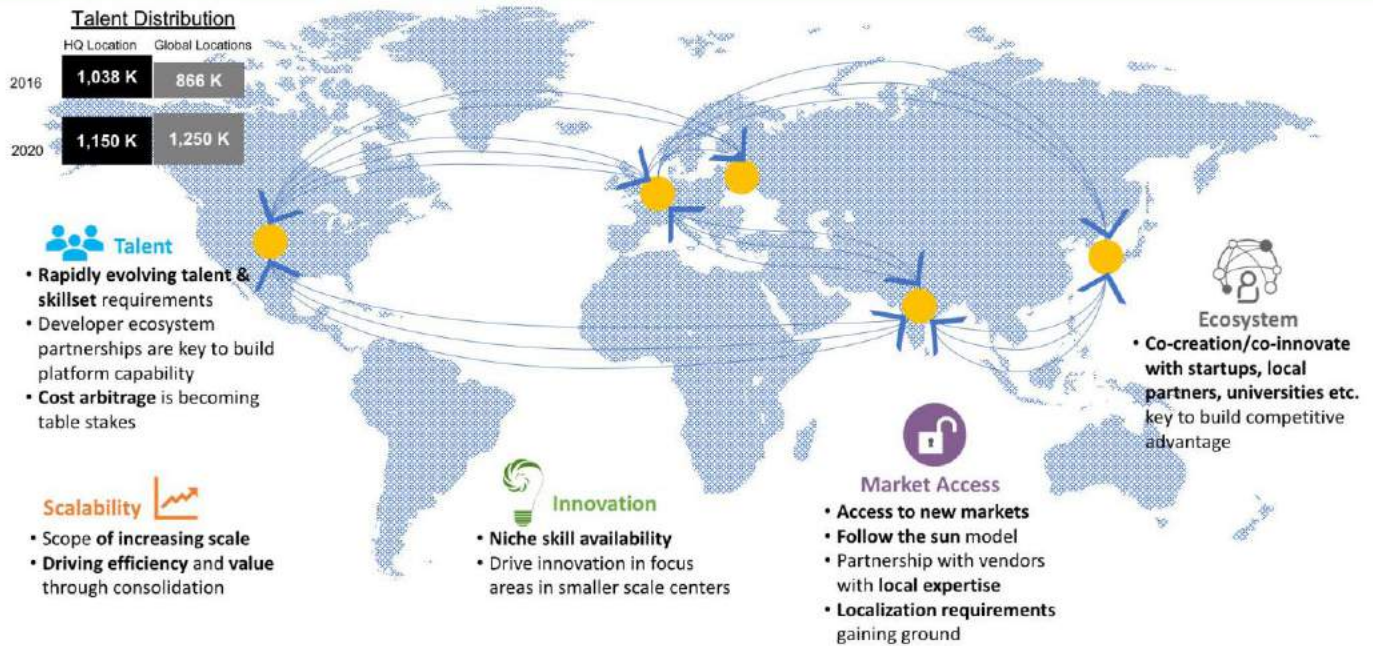 Talent Distribution
HQ Location Global Locations
2016 1,038 K 866 K
2020 1,150 K 1,250 K
Talent
• Rapidly evolving talent &
skillset requirements
• Developer ecosystem
partnerships are key to build
platform capability
• Cost arbitrage is becoming
table stakes
Ecosystem
• Co-creation/co-innovate
with startups, local
partners, universities etc.
key to build competitive
advantage
Scalability
• Scope of increasing scale
• Driving efficiency and value
through consolidation
Innovation
• Niche skill availability
• Drive innovation in focus
areas in smaller scale centers
Market Access
• Access to new markets
• Follow the sun model
• Partnership with vendors
with local expertise
• Localization requirements
gaining ground